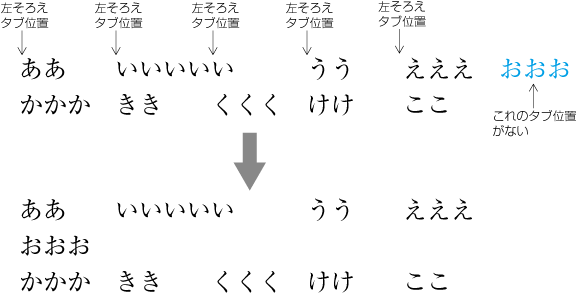 左そろえ 左そろえ 左そろえ 左そろえ 左そろえ
タブ位置 タブ位置 タブ位置 タブ位置 タブ位置
ああ いいいいい うう えええ おおお
かかか きき くくく けけ ここ
これのタブ位置
がない
ああ いいいいい うう えええ
おおお
かかか きき くくく けけ ここ